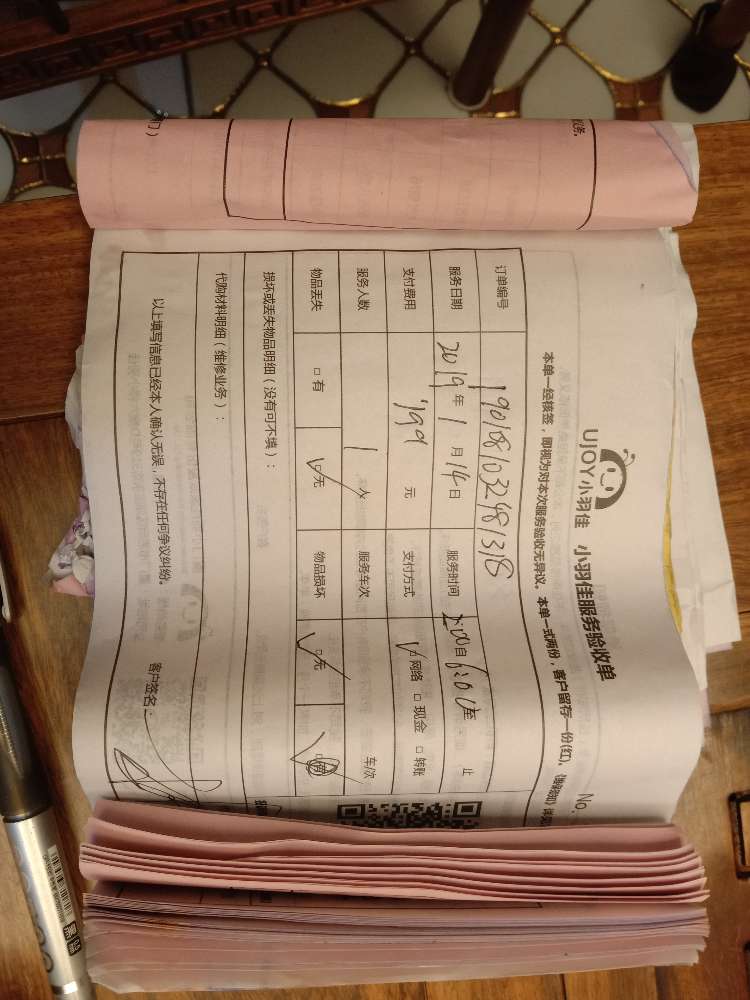 UJOY小羽佳 小羽佳服务验收单
No.
本单一经核签，即视为对本次服务验收无异议。本单一式两份，客户留存一份(红)，
订单编号 190181032481318
服务日期 2019年1月14日 服务时间 自6:00至 止
支付费用 199元 支付方式 □网络 □现金 □转账
服务人数 1人 服务车次 车/次
物品丢失 □有 □无 物品损坏 □无
损坏或丢失物品明细（没有可不填）：
代购材料明细（维修业务）：
以上填写信息已经本人确认无误，不存在任何争议纠纷。
客户签名：